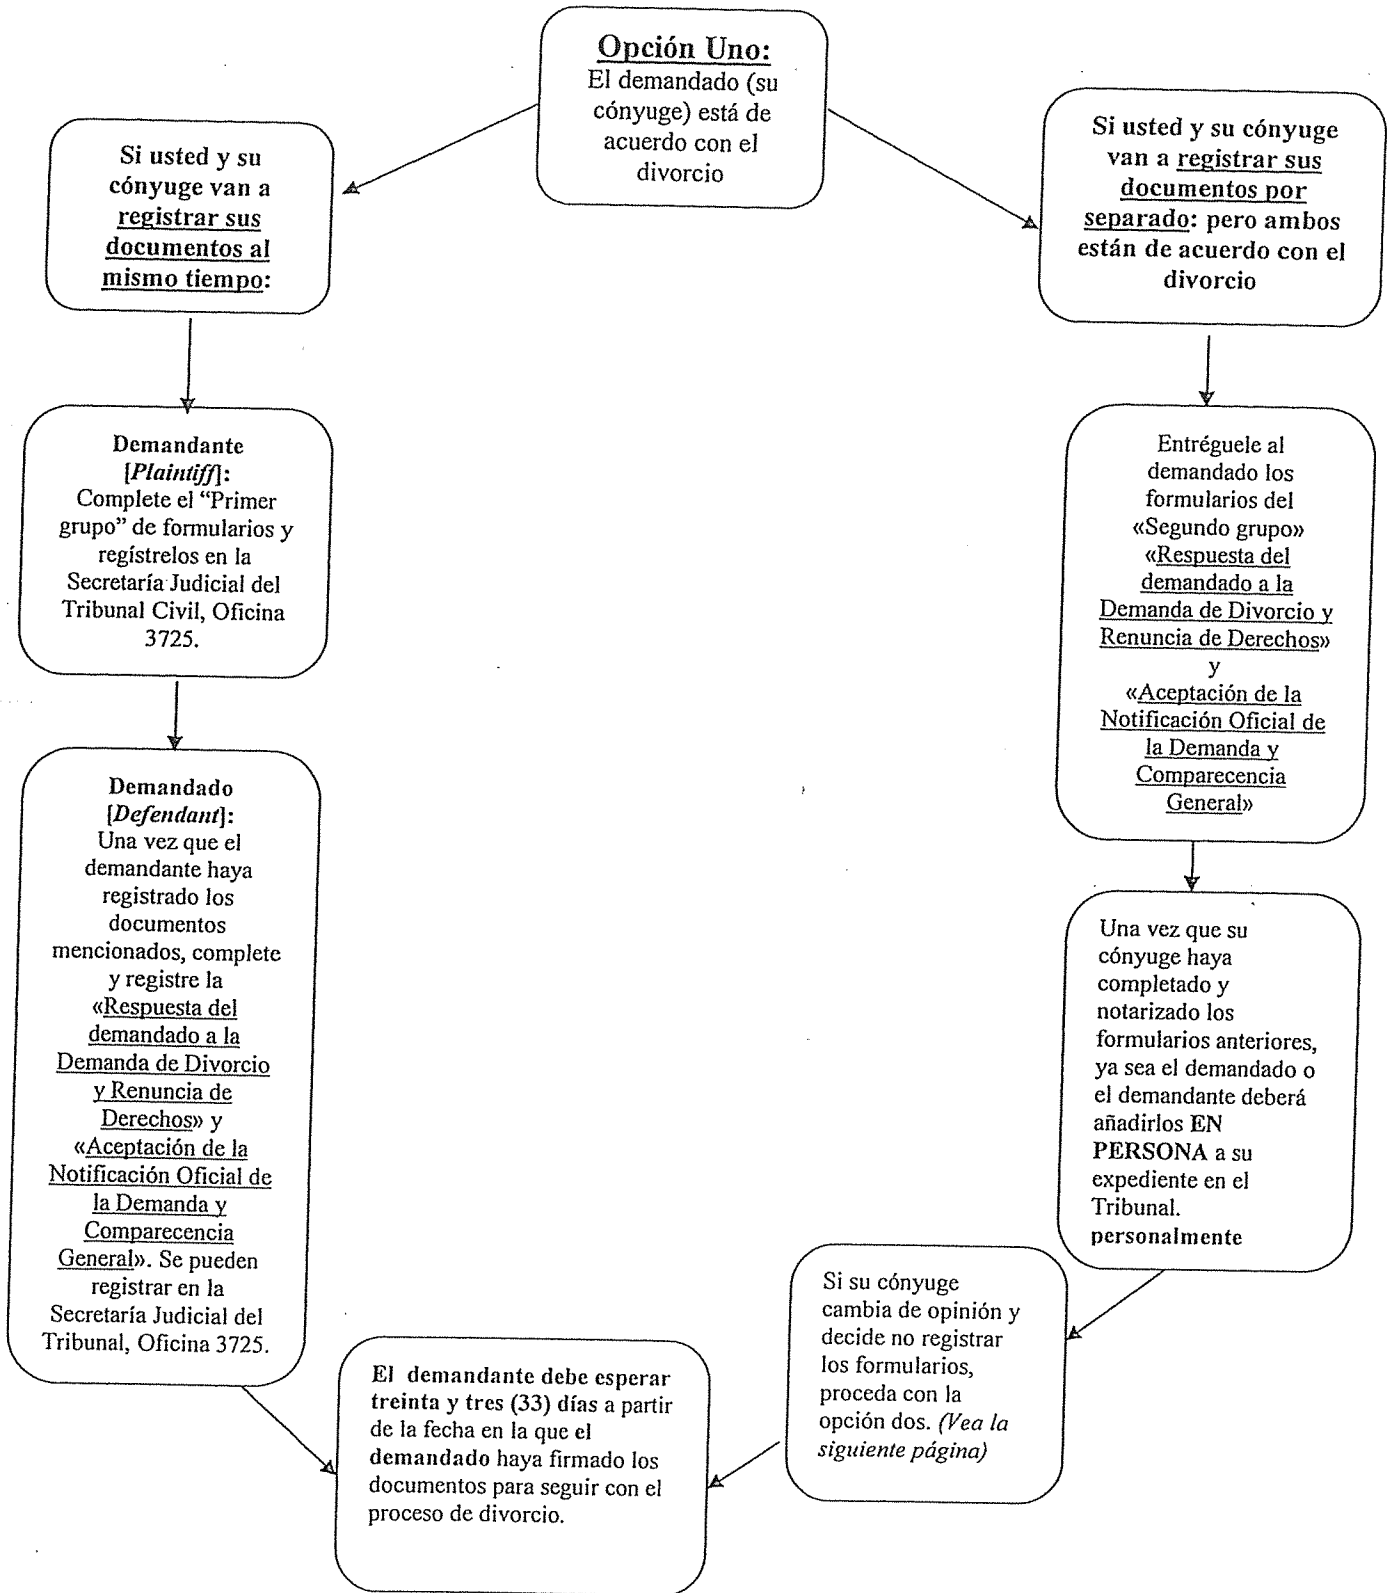 Opción Uno:
El demandado (su
cónyuge) está de
acuerdo con el
divorcio
Si usted y su
cónyuge van a
registrar sus
documentos al
mismo tiempo:
Si usted y su cónyuge
van a registrar sus
documentos por
separado: pero ambos
están de acuerdo con el
divorcio
Demandante
[Plaintiff]:
Complete el “Primer
grupo” de formularios y
regístrelos en la
Secretaría Judicial del
Tribunal Civil, Oficina
3725.
Entréguele al
demandado los
formularios del
«Segundo grupo»
«Respuesta del
demandado a la
Demanda de Divorcio y
Renuncia de Derechos»
y
«Aceptación de la
Notificación Oficial de
la Demanda y
Comparecencia
General»
Demandado
[Defendant]:
Una vez que el
demandante haya
registrado los
documentos
mencionados, complete
y registre la
«Respuesta del
demandado a la
Demanda de Divorcio
y Renuncia de
Derechos» y
«Aceptación de la
Notificación Oficial de
la Demanda y
Comparecencia
General». Se pueden
registrar en la
Secretaría Judicial del
Tribunal, Oficina 3725.
Una vez que su
cónyuge haya
completado y
notarizado los
formularios anteriores,
ya sea el demandado o
el demandante deberá
añadirlos EN
PERSONA a su
expediente en el
Tribunal.
personalmente
Si su cónyuge
cambia de opinión y
decide no registrar
los formularios,
proceda con la
opción dos. (Vea la
siguiente página)
El demandante debe esperar
treinta y tres (33) días a partir
de la fecha en la que el
demandado haya firmado los
documentos para seguir con el
proceso de divorcio.